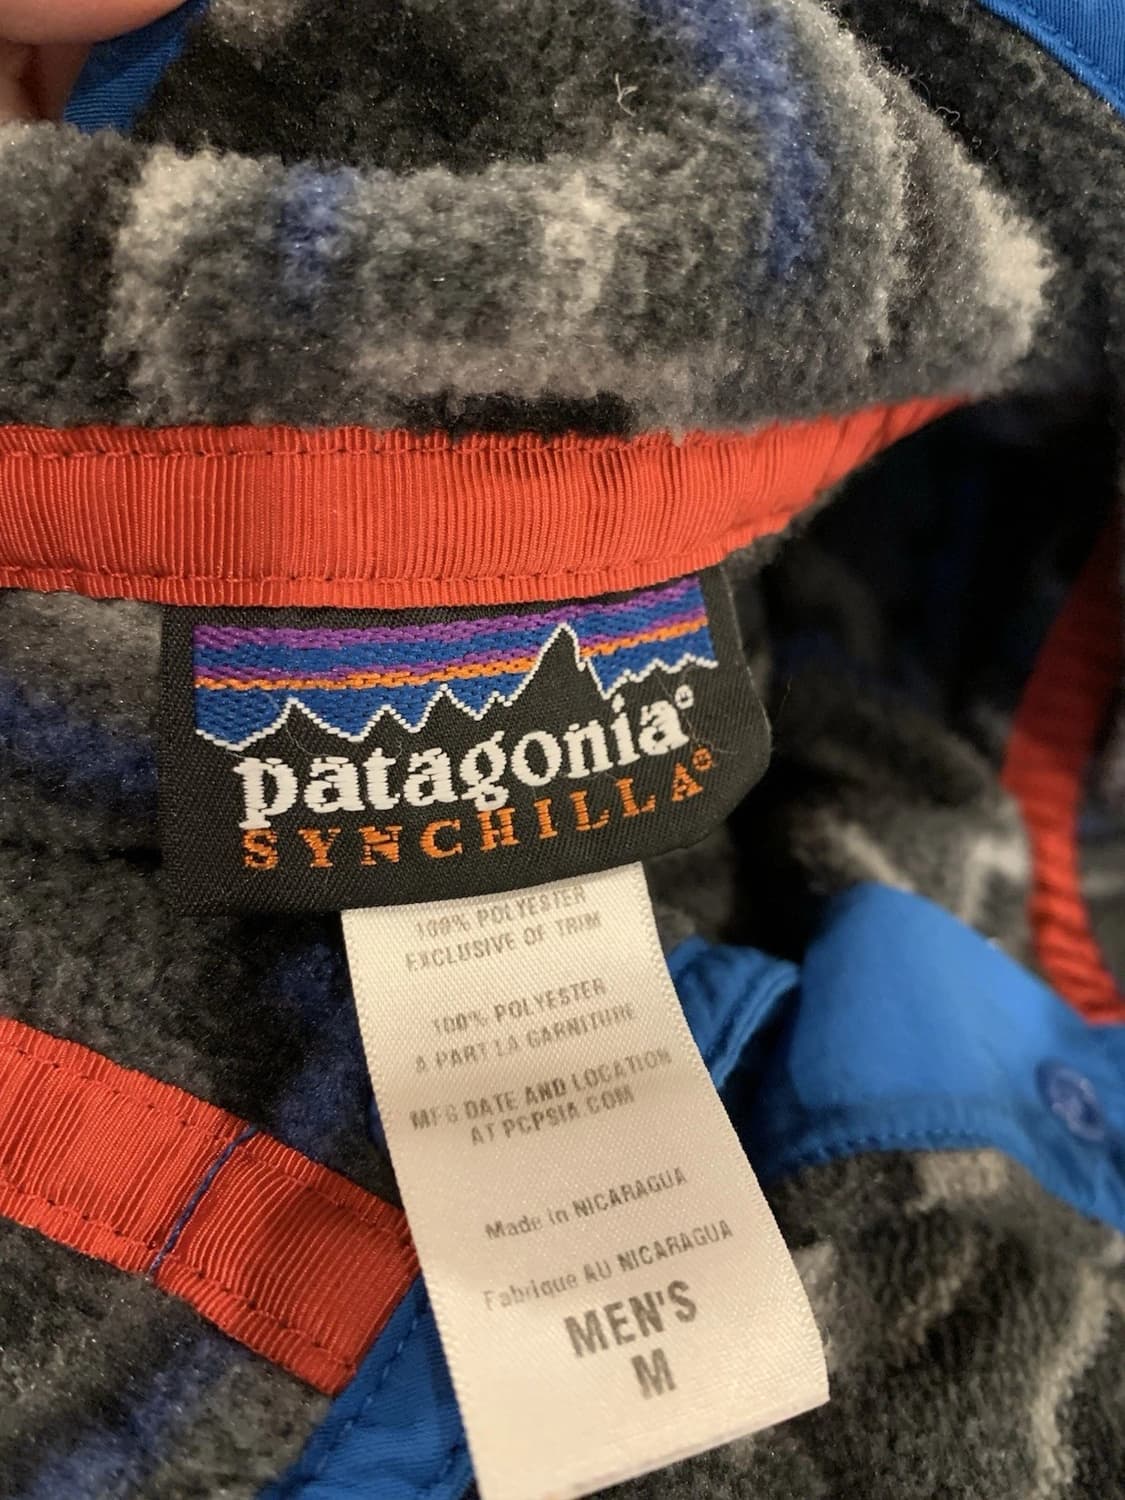 patagonia®
SYNCHILLA®
100% POLYESTER
EXCLUSIVE OF TRIM
100% POLYESTER
A PART LA GARNITURE
MFG DATE AND LOCATION
AT PCPSIA.COM
Made in NICARAGUA
Fabrique AU NICARAGUA
MEN'S
M